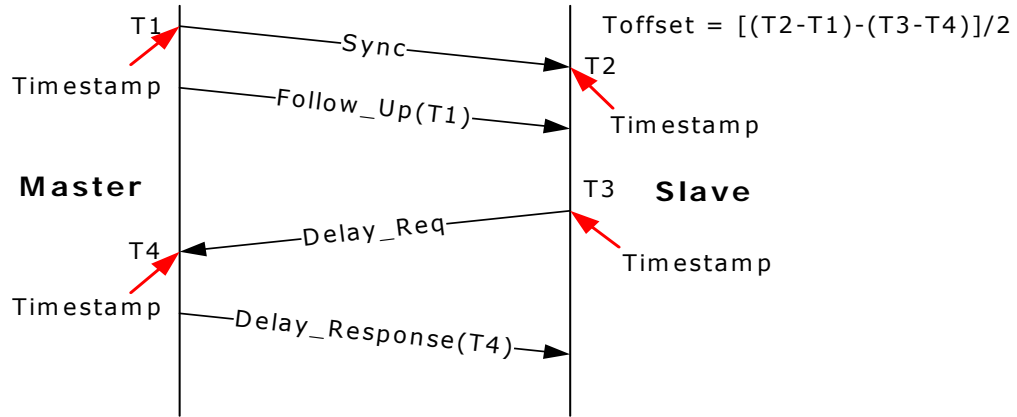 T1
Toffset = [(T2-T1)-(T3-T4)]/2
Sync
T2
Timestamp
Follow_Up(T1)
Timestamp
Master
T3
Slave
Delay_Req
T4
Timestamp
Timestamp
Delay_Response(T4)